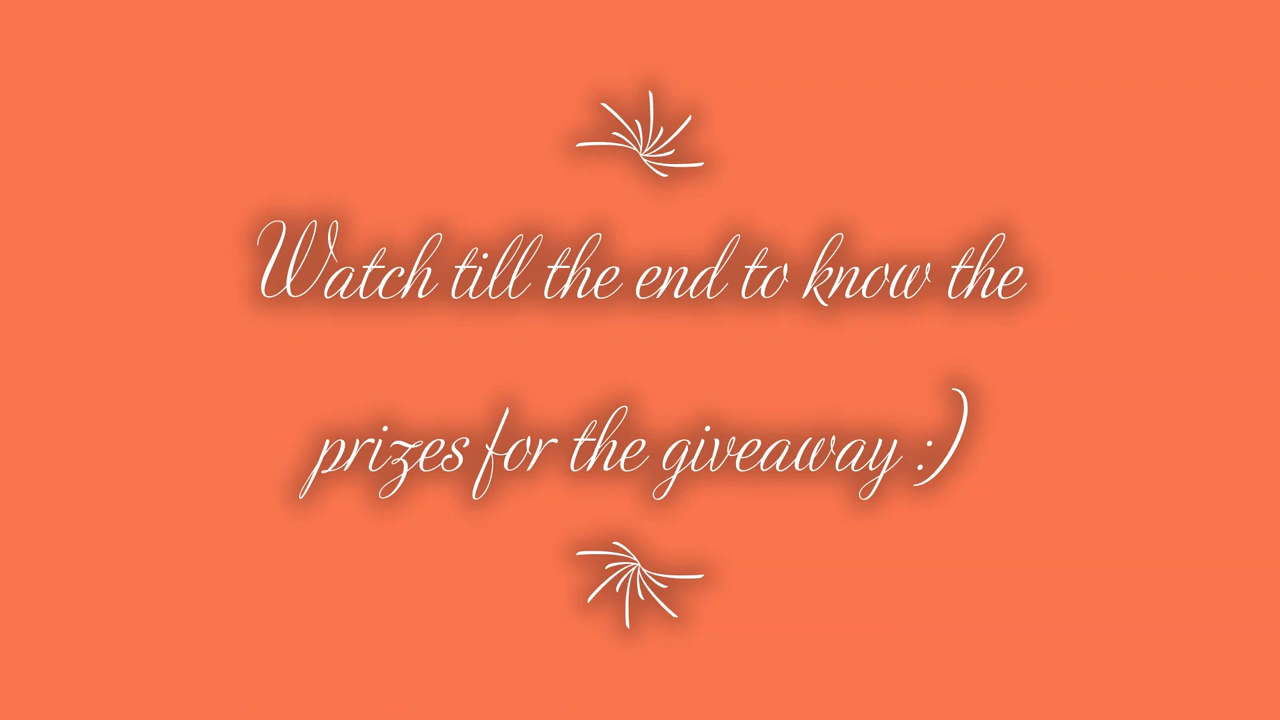 Watch till the end to know the
prizes for the giveaway :)